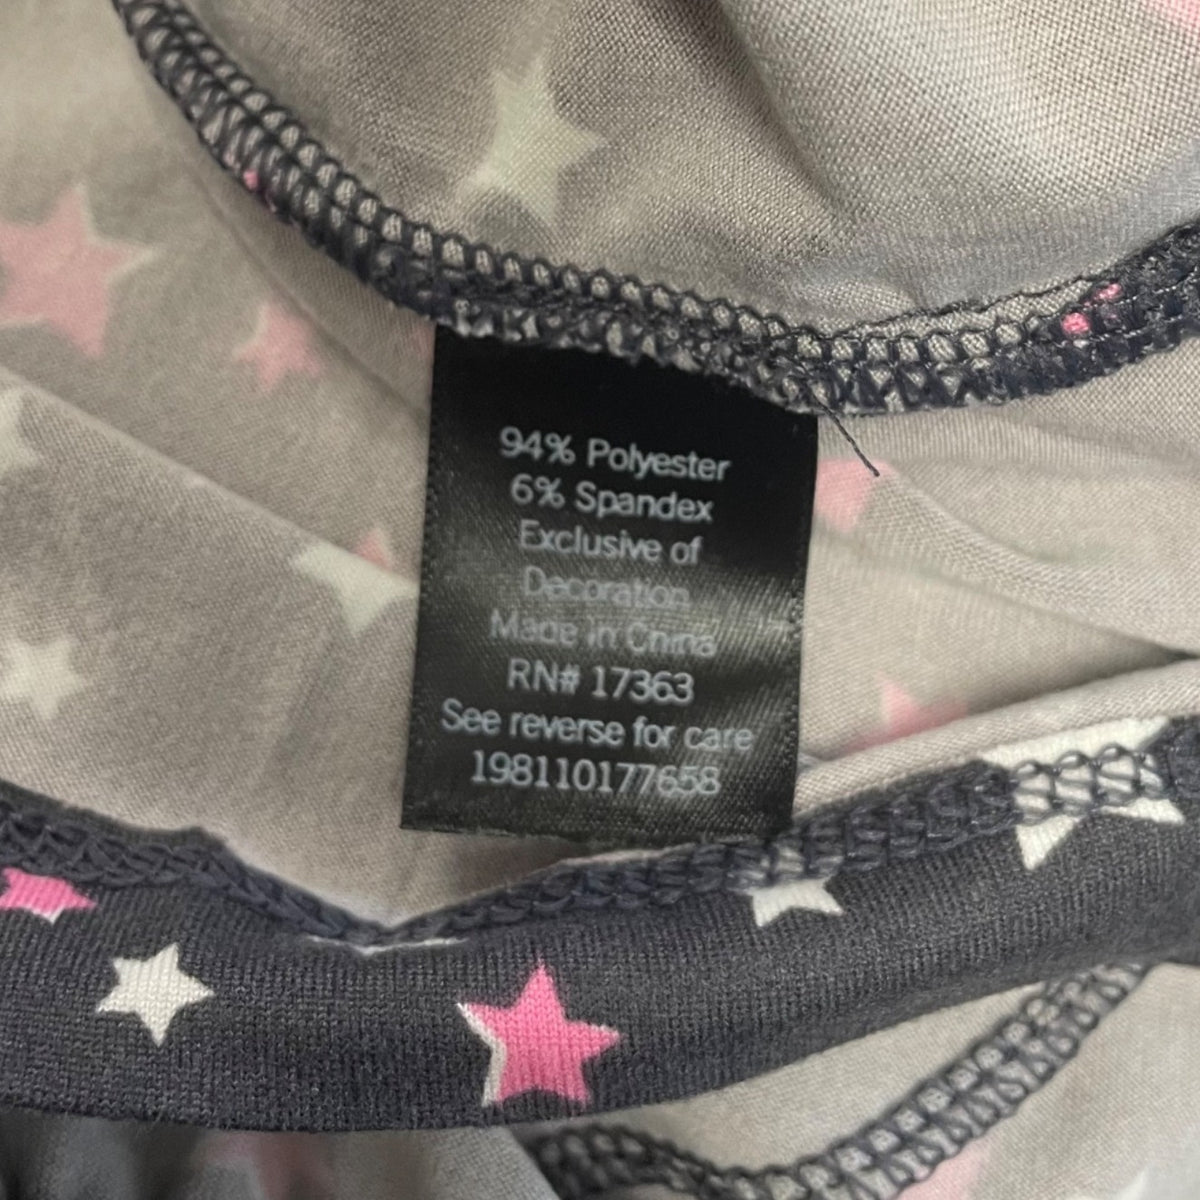 94% Polyester
6% Spandex
Exclusive of
Decoration
Made in China
RN# 17363
See reverse for care
198110177658